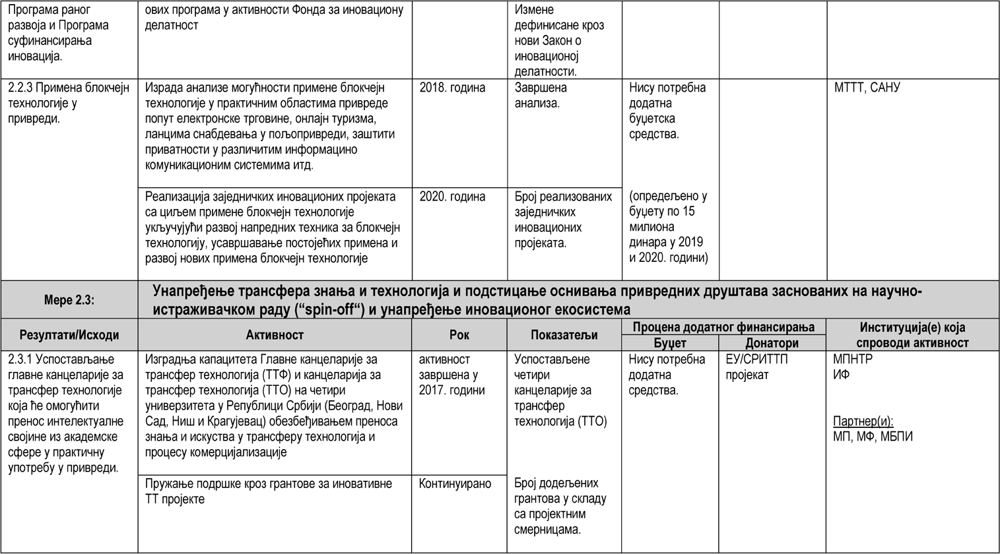 Програма раног
развоја и Програма
суфинансирања
иновација.
ових програма у активности Фонда за иновациону
делатност
Измене
дефинисане кроз
нови Закон о
иновационој
делатности.
2.2.3 Примена блокчејн
технологије у
привреди.
Израда анализе могућности примене блокчејн
технологије у практичним областима привреде
попут електронске трговине, онлајн туризма,
ланцима снабдевања у пољопривреди, заштити
приватности у различитим информацино
комуникационим системима итд.
2018. година
Завршена
анализа.
Нису потребна
додатна
буџетска
средства.
МТТТ, САНУ
Реализација заједничких иновационих пројеката
са циљем примене блокчејн технологије
укључујући развој напредних техника за блокчејн
технологију, усавршавање постојећих примена и
развој нових примена блокчејн технологије
2020. година
Број реализованих
заједничких
иновационих
пројеката.
(опредељено у
буџету по 15
милиона
динара у 2019
и 2020. години)
Мере 2.3:
Унапређење трансфера знања и технологија и подстицање оснивања привредних друштава заснованих на научно-
истраживачком раду (“spin-off“) и унапређење иновационог екосистема
Резултати/Исходи
Активност
Рок
Показатељи
Процена додатног финансирања
Буџет
Донатори
Институција(е) која
спроводи активност
2.3.1 Успостављање
главне канцеларије за
трансфер технологије
која ће омогућити
пренос интелектуалне
својине из академске
сфере у практичну
употребу у привреди.
Изградња капацитета Главне канцеларије за
трансфер технологија (ТТФ) и канцеларија за
трансфер технологија (ТТО) на четири
универзитета у Републици Србији (Београд, Нови
Сад, Ниш и Крагујевац) обезбеђивањем преноса
знања и искуства у трансферу технологија и
процесу комерцијализације
активност
завршена у
2017. години
Успостављене
четири
канцеларије за
трансфер
технологија (ТТО)
Нису потребна
додатна
средства.
ЕУ/СРИТТП
пројекат
МПНТР
ИФ
Партнер(и):
МП, МФ, МБПИ
Пружање подршке кроз грантове за иновативне
ТТ пројекте
Континуирано
Број додељених
грантова у складу
са пројектним
смерницама.